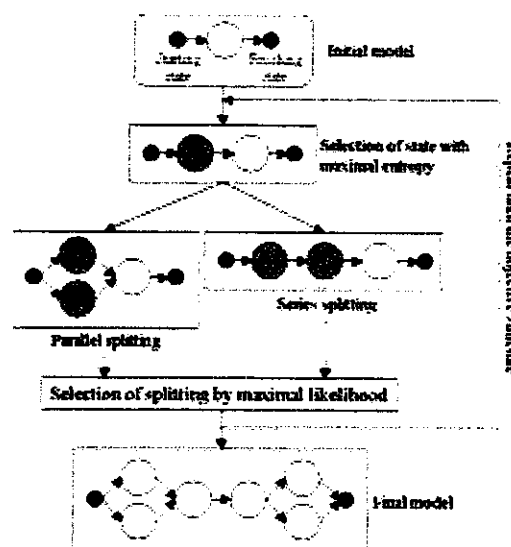 Starting
state
Finishing
state
Initial model
Selection of state with
maximal entropy
Series splitting
Parallel splitting
Selection of splitting by maximal likelihood
Final model